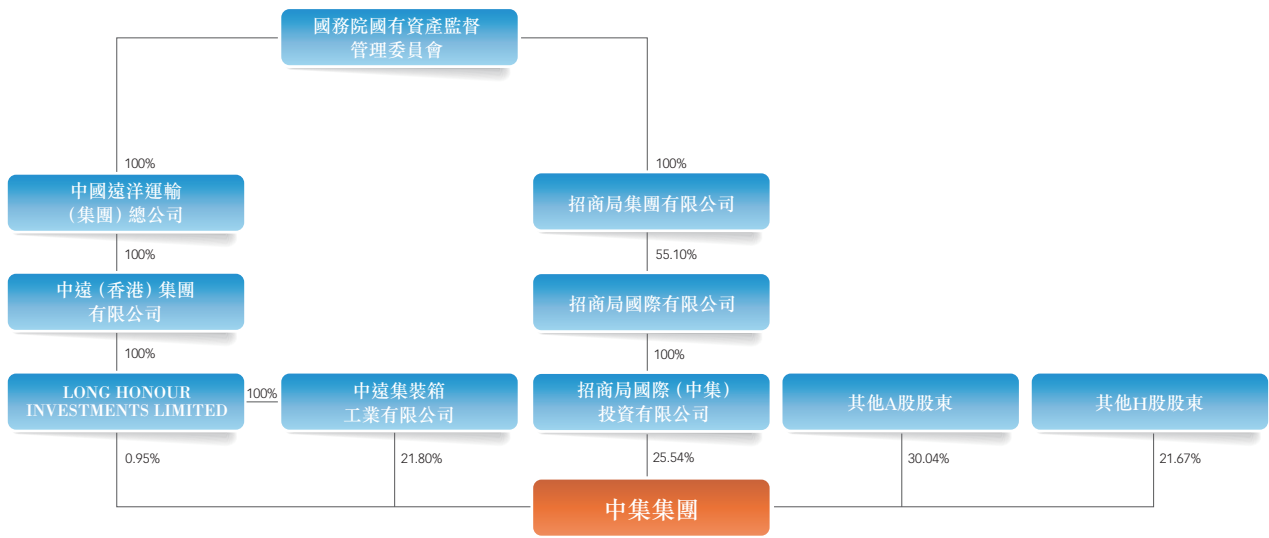 國務院國有資產監督
管理委員會
100%
100%
中國遠洋運輸
（集團）總公司
招商局集團有限公司
100%
55.10%
中遠（香港）集團
有限公司
招商局國際有限公司
100%
100%
LONG HONOUR
INVESTMENTS LIMITED
100%
中遠集裝箱
工業有限公司
招商局國際（中集）
投資有限公司
其他A股股東
其他H股股東
0.95%
21.80%
25.54%
30.04%
21.67%
中集集團